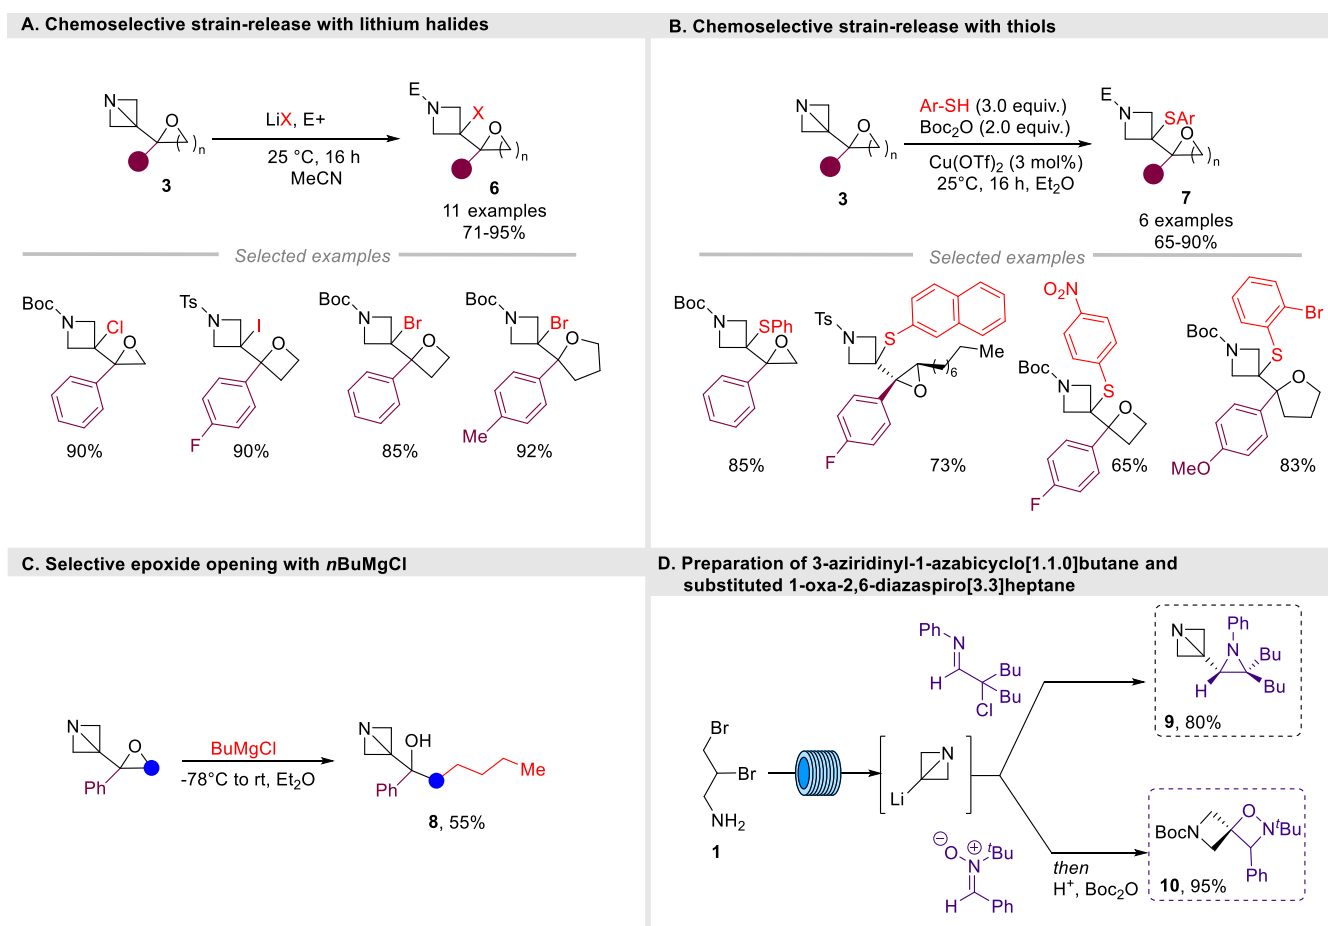 A. Chemoselective strain-release with lithium halides
N
O
n
3
LiX, E+
25 °C, 16 h
MeCN
E
N
X
O
n
6
11 examples
71-95%
Selected examples
Boc
N
Cl
O
90%
Ts
N
I
O
F
90%
Boc
N
Br
O
85%
Boc
N
Br
O
Me
92%
B. Chemoselective strain-release with thiols
N
O
n
3
Ar-SH (3.0 equiv.)
Boc₂O (2.0 equiv.)
Cu(OTf)₂ (3 mol%)
25°C, 16 h, Et₂O
E
N
SAr
O
n
7
6 examples
65-90%
Selected examples
Boc
N
SPh
O
85%
Ts
N
S
Me
6
O
F
73%
O₂N
Boc
N
S
O
F
65%
Br
Boc
N
S
O
MeO
83%
C. Selective epoxide opening with nBuMgCl
N
O
Ph
BuMgCl
-78°C to rt, Et₂O
N
OH
Ph
Me
8, 55%
D. Preparation of 3-aziridinyl-1-azabicyclo[1.1.0]butane and
substituted 1-oxa-2,6-diazaspiro[3.3]heptane
Br
Br
NH₂
1
N
Li
Ph
N
H
Bu
Bu
Cl
N
Ph
N
Bu
Bu
H
9, 80%
⊖
O
⊕
N
ᵗBu
H
Ph
then
H⁺, Boc₂O
BocN
O
N
ᵗBu
Ph
10, 95%